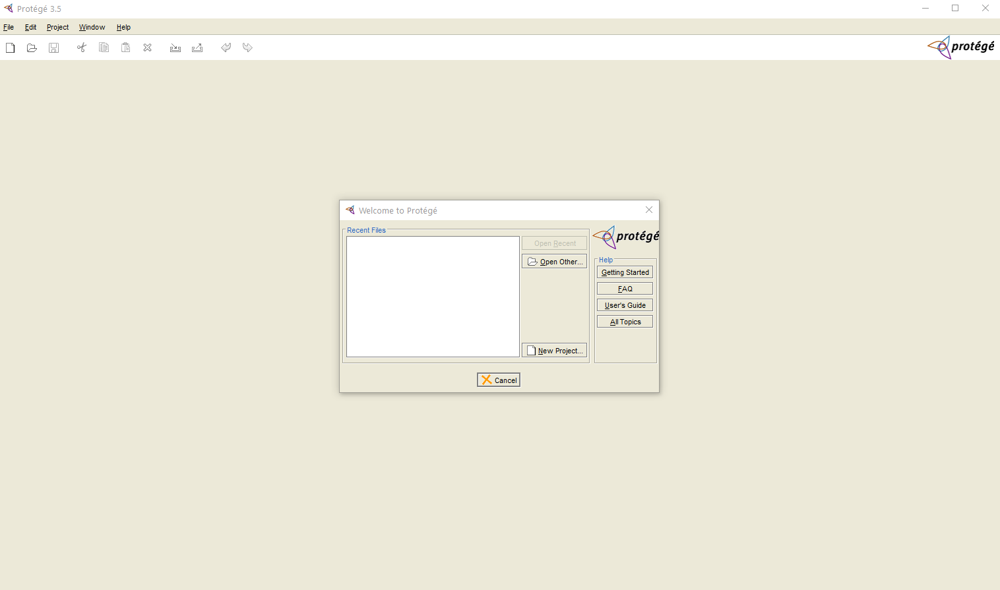 Protégé 3.5
File Edit Project Window Help
protégé
Welcome to Protégé
Recent Files
Open Recent
Open Other...
New Project...
protégé
Help
Getting Started
FAQ
User's Guide
All Topics
Cancel